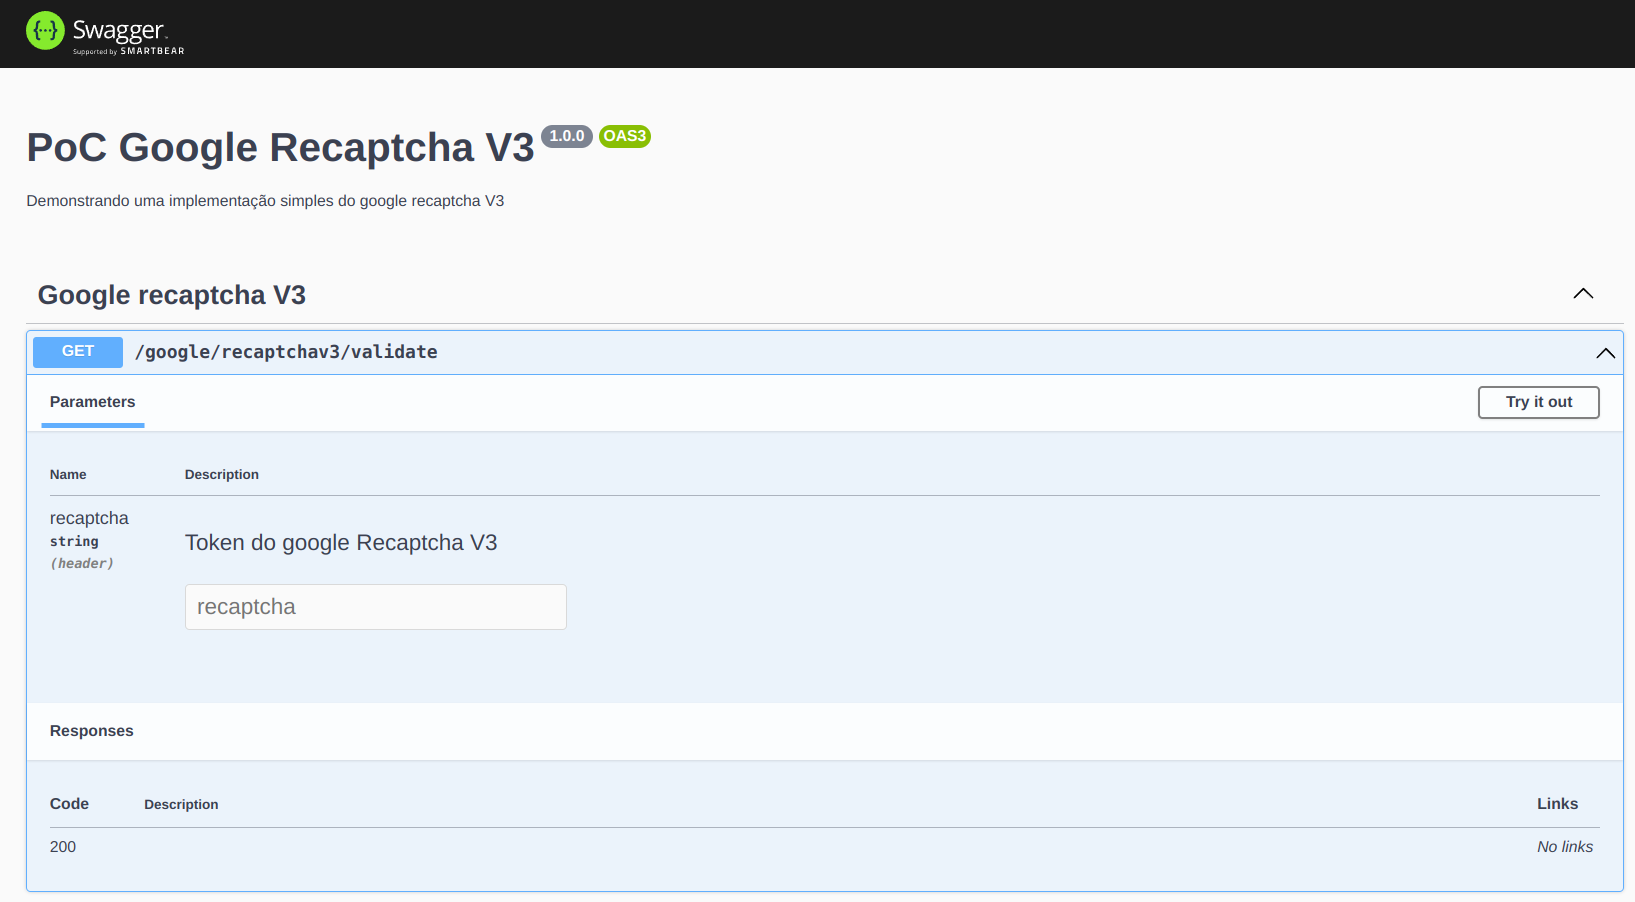 {···} Swagger
Supported by SMARTBEAR
PoC Google Recaptcha V3 1.0.0 OAS3
Demonstrando uma implementação simples do google recaptcha V3
Google recaptcha V3
GET /google/recaptchav3/validate
Parameters Try it out
Name Description
recaptcha
string
(header)
Token do google Recaptcha V3
recaptcha
Responses
Code Description Links
200 No links